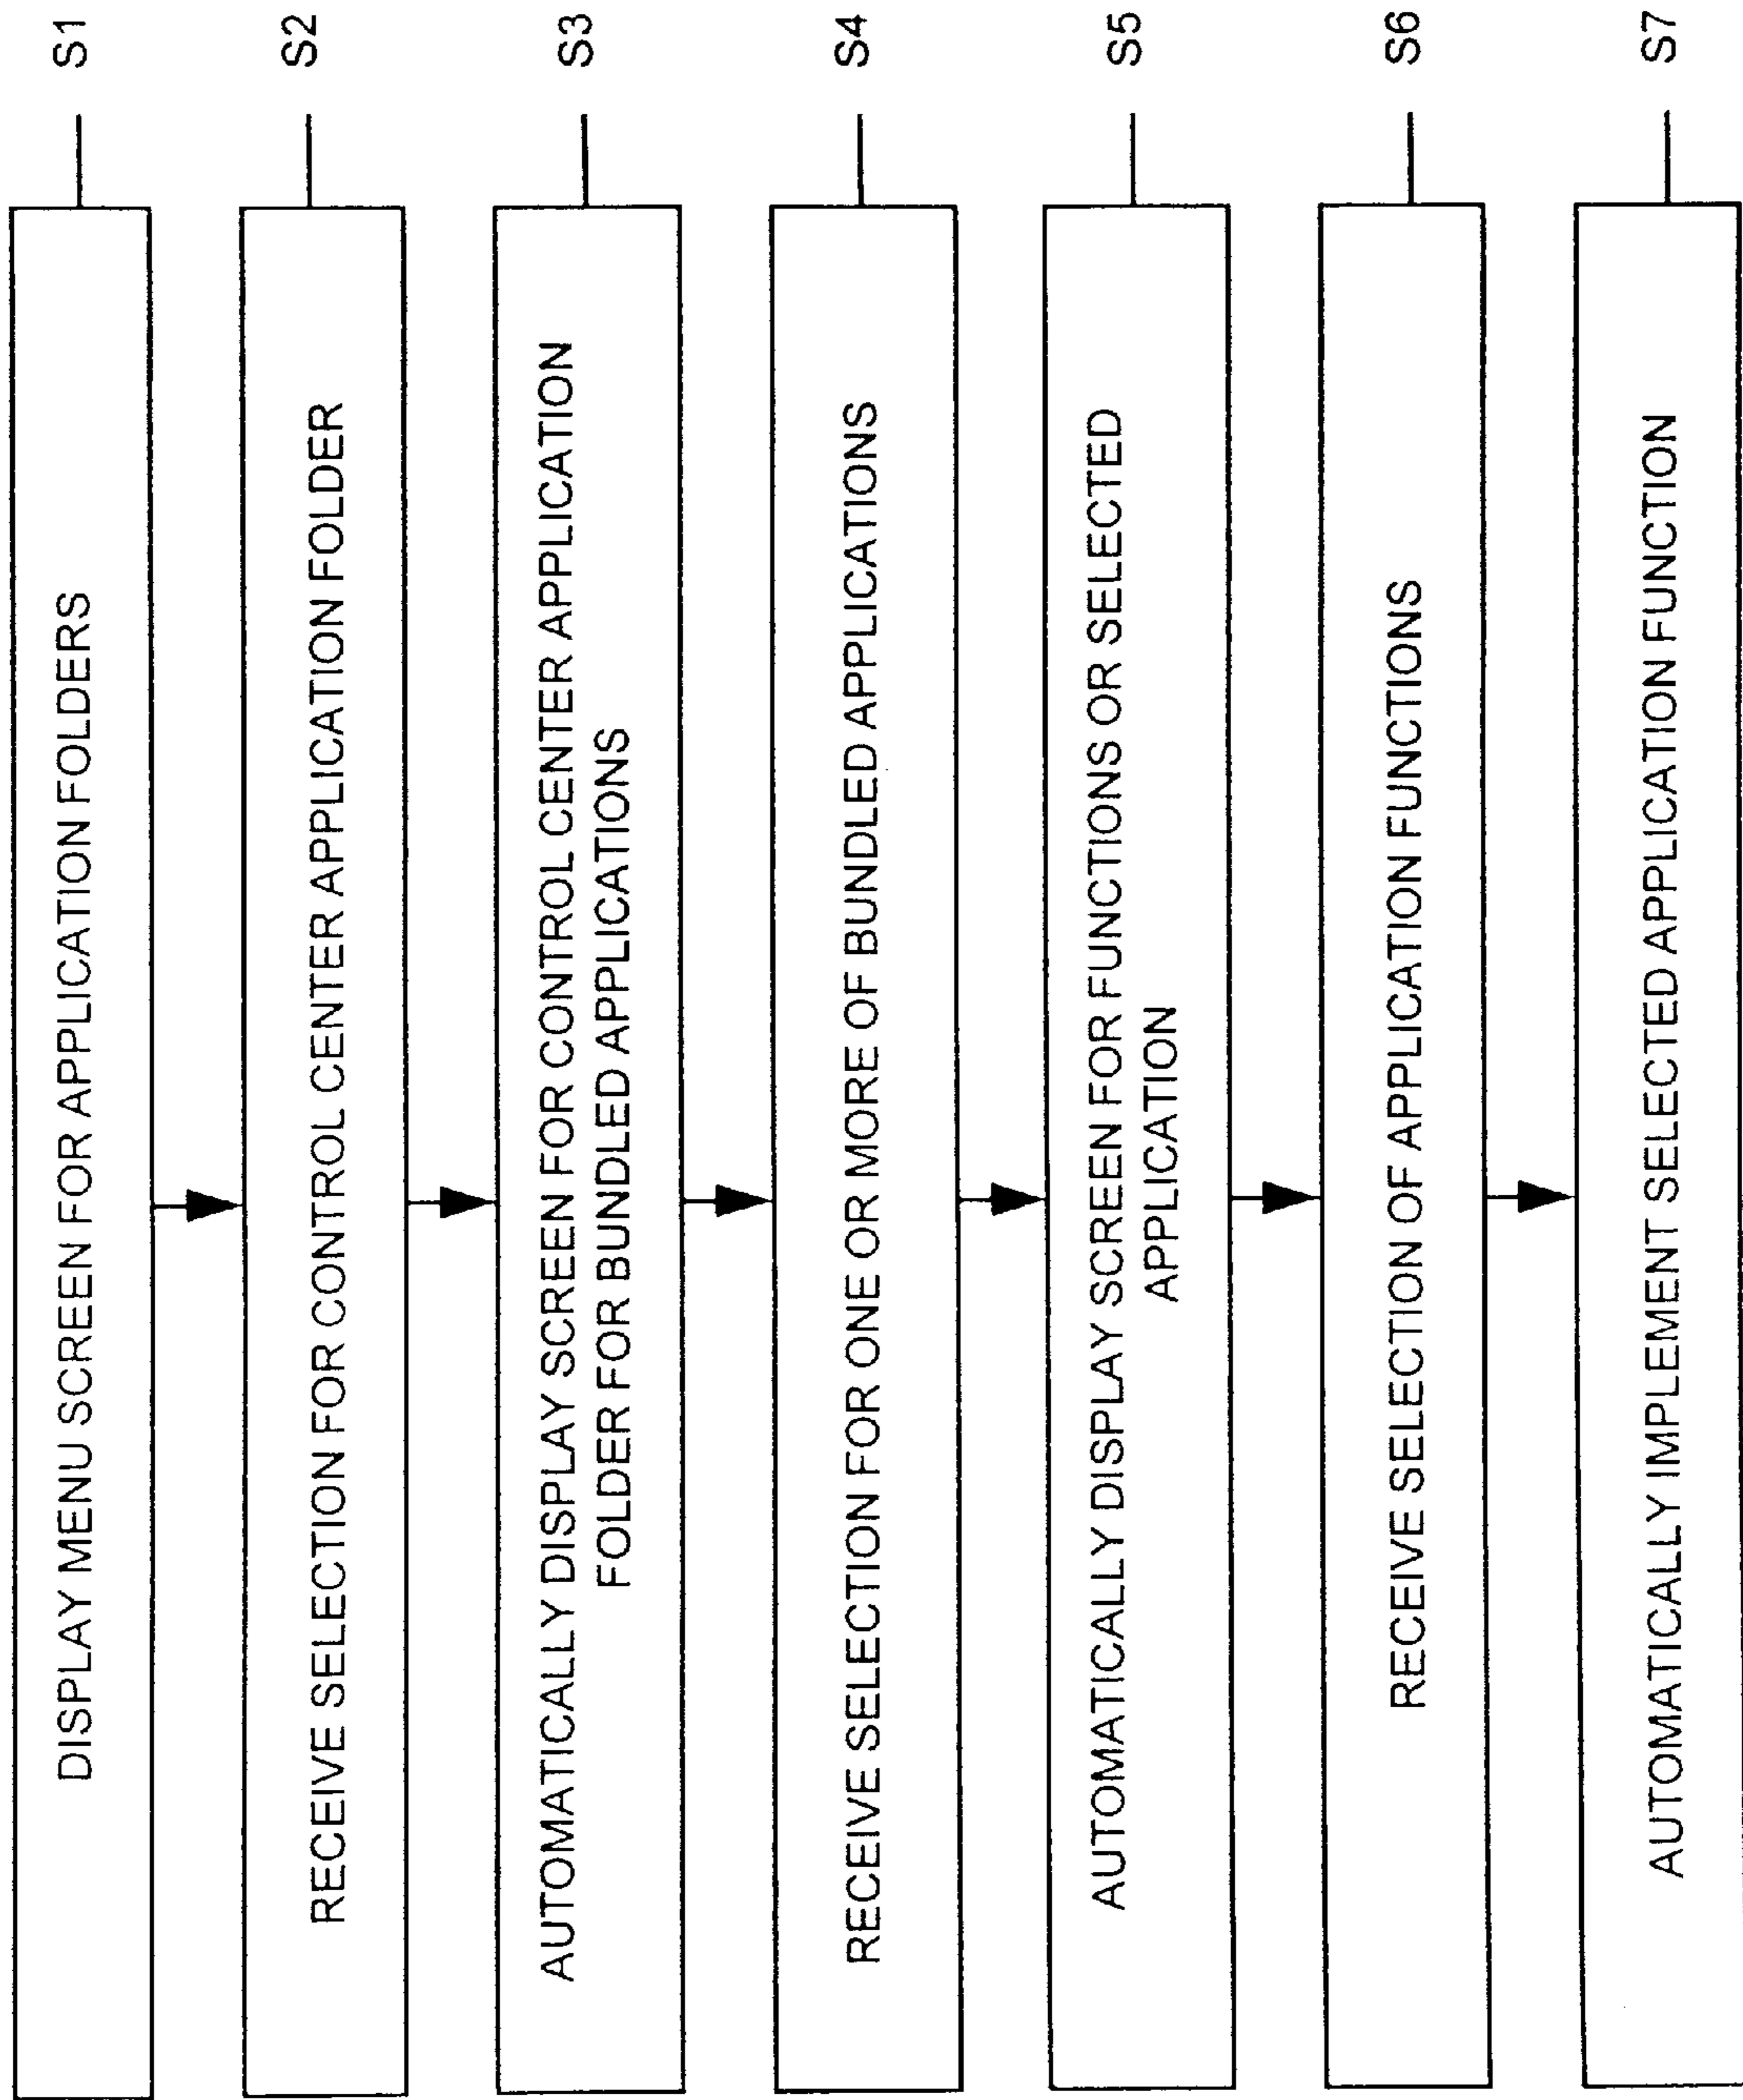 DISPLAY MENU SCREEN FOR APPLICATION FOLDERS
S1
RECEIVE SELECTION FOR CONTROL CENTER APPLICATION FOLDER
S2
AUTOMATICALLY DISPLAY SCREEN FOR CONTROL CENTER APPLICATION
FOLDER FOR BUNDLED APPLICATIONS
S3
RECEIVE SELECTION FOR ONE OR MORE OF BUNDLED APPLICATIONS
S4
AUTOMATICALLY DISPLAY SCREEN FOR FUNCTIONS OR SELECTED
APPLICATION
S5
RECEIVE SELECTION OF APPLICATION FUNCTIONS
S6
AUTOMATICALLY IMPLEMENT SELECTED APPLICATION FUNCTION
S7